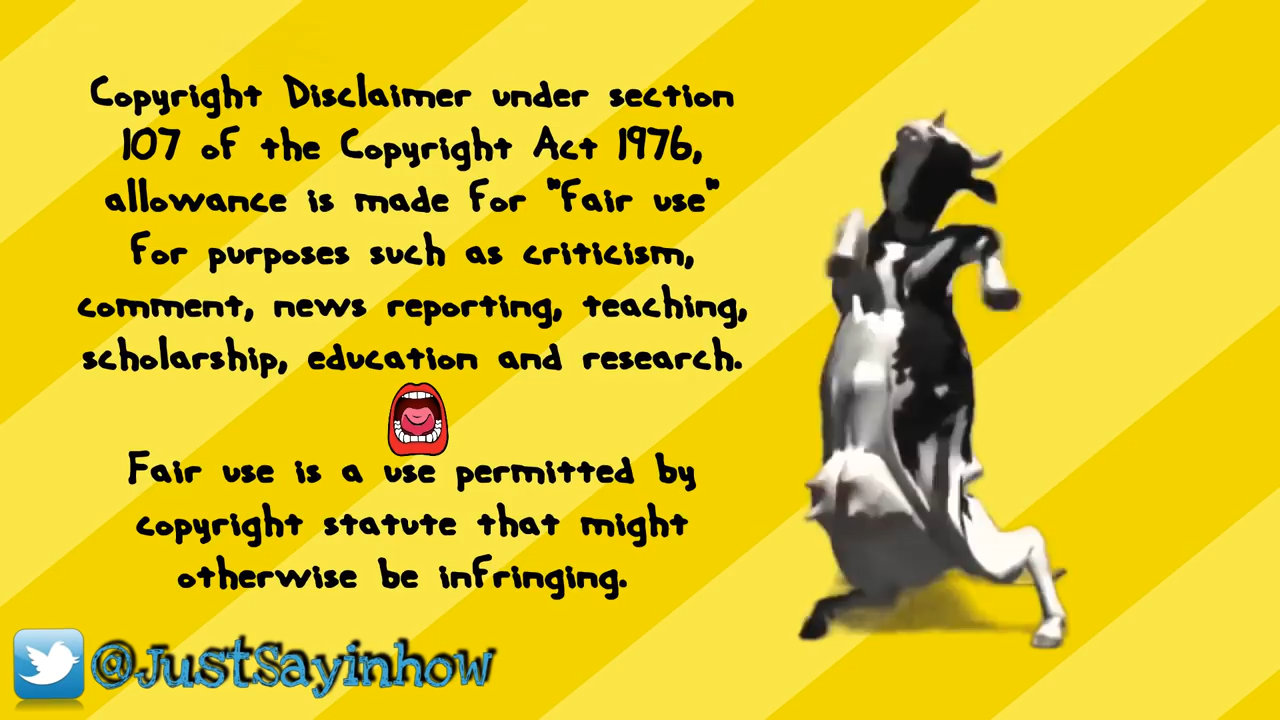 Copyright Disclaimer under section
107 of the Copyright Act 1976,
allowance is made for "Fair use"
for purposes such as criticism,
comment, news reporting, teaching,
scholarship, education and research.
Fair use is a use permitted by
copyright statute that might
otherwise be infringing.
@JustSayinhow